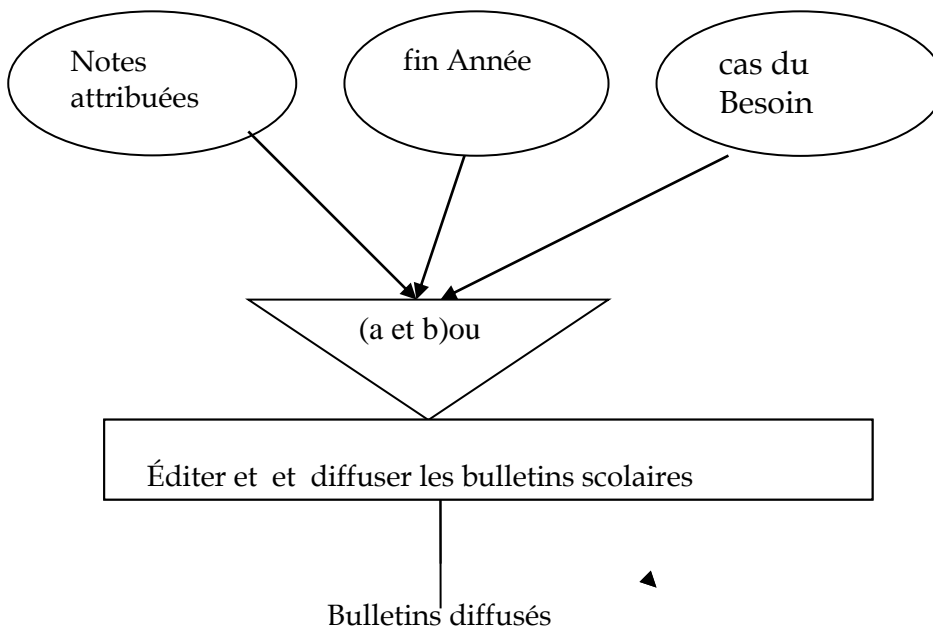 Notes
attribuées
fin Année
cas du
Besoin
(a et b)ou
Éditer et et diffuser les bulletins scolaires
Bulletins diffusés